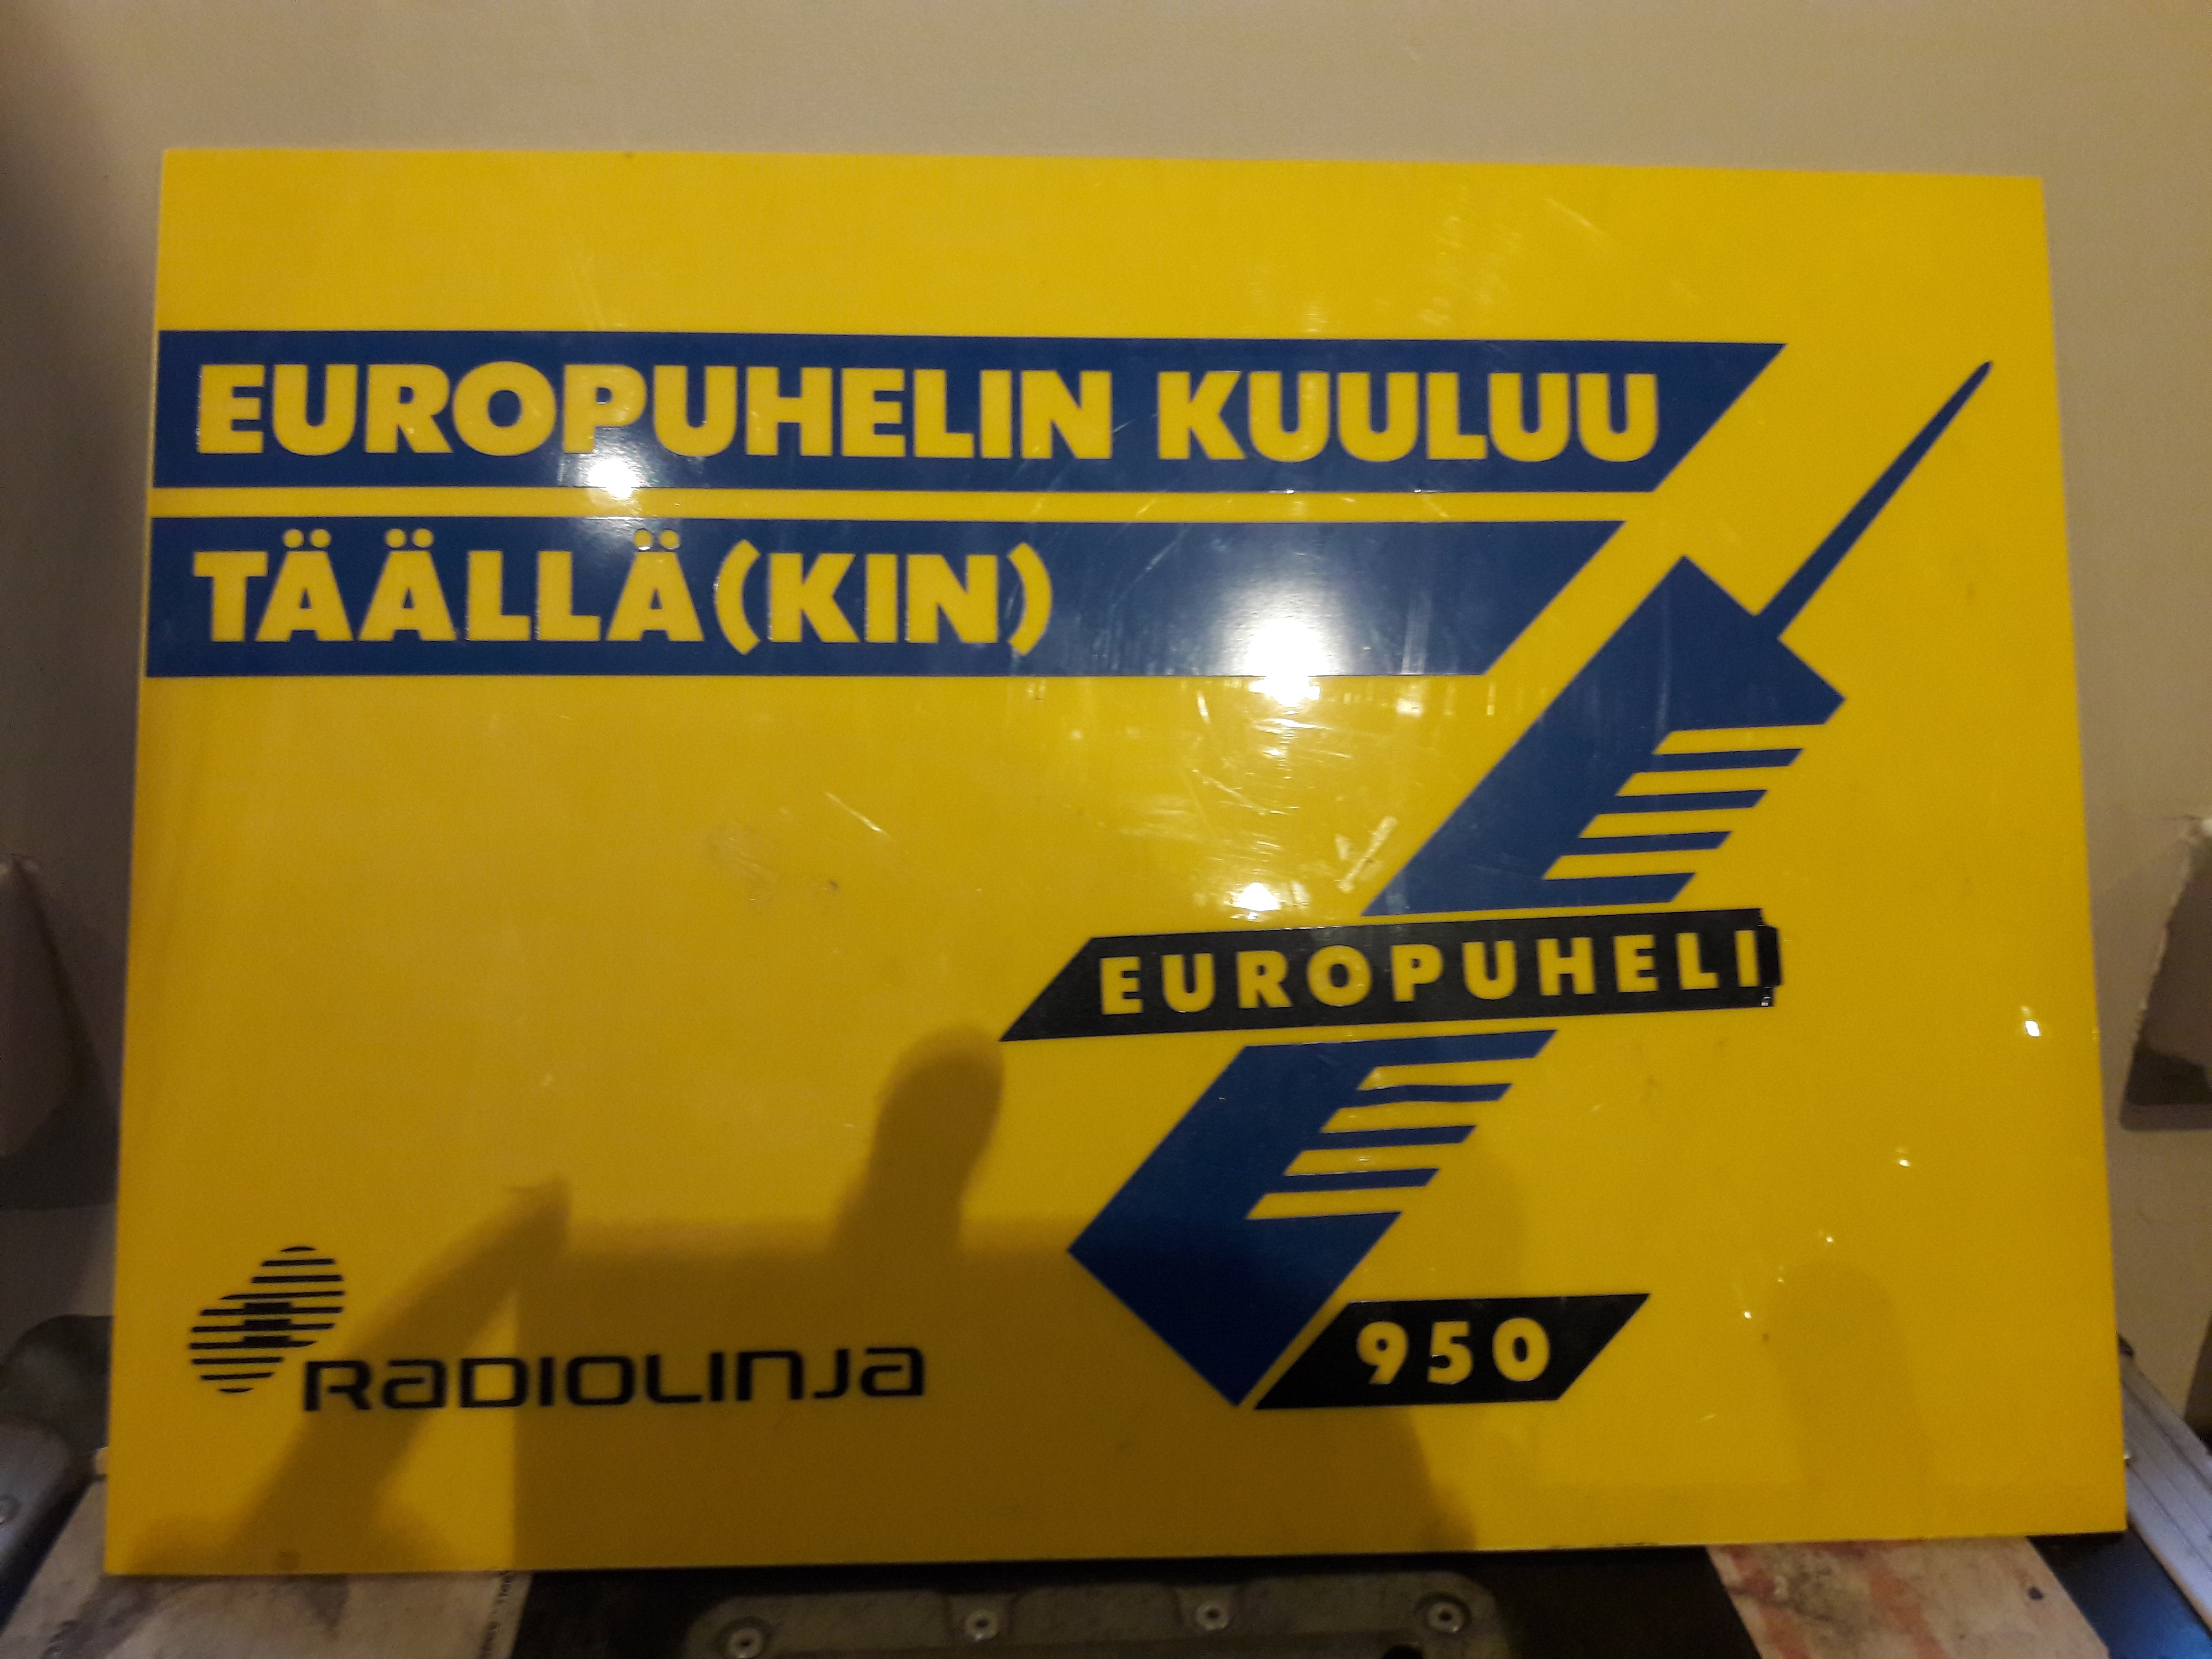 EUROPUHELIN KUULUU
TÄÄLLÄ(KIN)
EUROPUHELI
950
RADIOLINJA